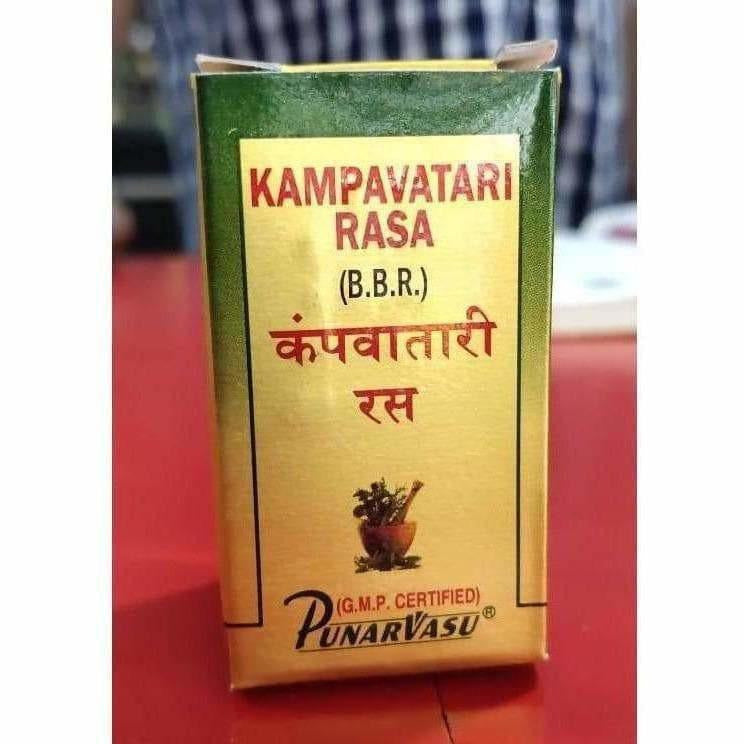 KAMPAVATARI
RASA
(B.B.R.)
कंपवातारी
रस
(G.M.P. CERTIFIED)
PUNARVASU®